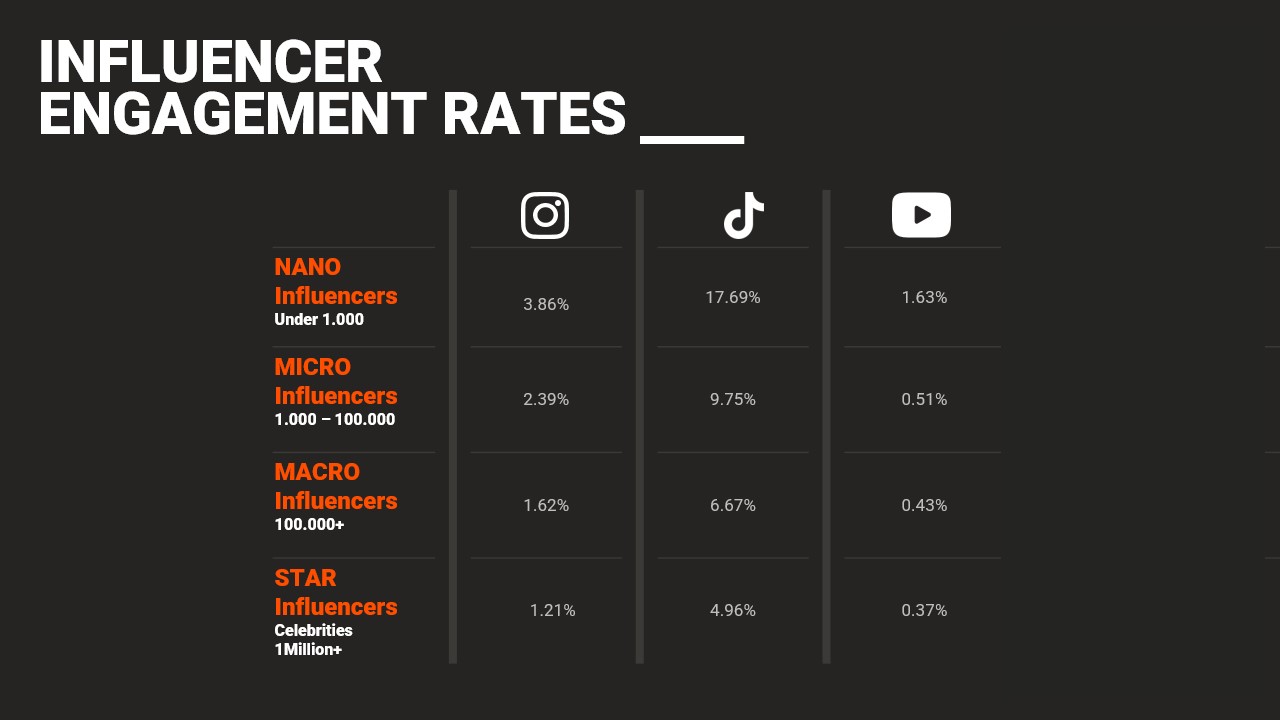 INFLUENCER
ENGAGEMENT RATES ____
NANO
Influencers
Under 1.000
3.86%
17.69%
1.63%
MICRO
Influencers
1.000 – 100.000
2.39%
9.75%
0.51%
MACRO
Influencers
100.000+
1.62%
6.67%
0.43%
STAR
Influencers
Celebrities
1Million+
1.21%
4.96%
0.37%